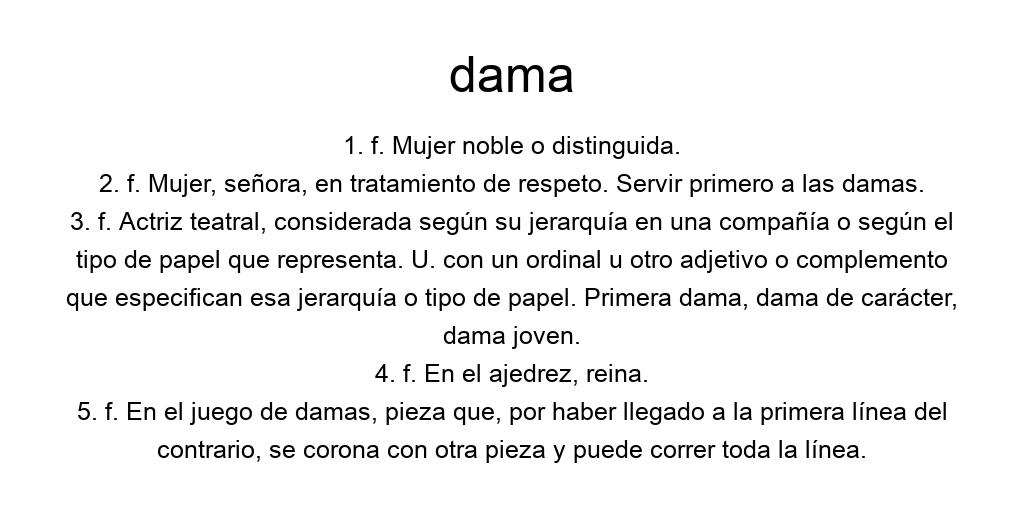 dama
1. f. Mujer noble o distinguida.
2. f. Mujer, señora, en tratamiento de respeto. Servir primero a las damas.
3. f. Actriz teatral, considerada según su jerarquía en una compañía o según el
tipo de papel que representa. U. con un ordinal u otro adjetivo o complemento
que especifican esa jerarquía o tipo de papel. Primera dama, dama de carácter,
dama joven.
4. f. En el ajedrez, reina.
5. f. En el juego de damas, pieza que, por haber llegado a la primera línea del
contrario, se corona con otra pieza y puede correr toda la línea.